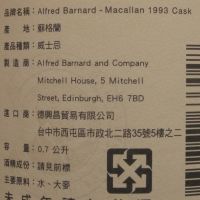 品牌名稱：Alfred Barnard - Macallan 1993 Cask
產地：蘇格蘭
產品種類：威士忌
製造商：Alfred Barnard and Company
Mitchell House, 5 Mitchell
Street, Edinburgh, EH6 7BD
進口商：德興昌貿易有限公司
台中市西屯區市政北二路35號5樓之二
容量：0.7 公升
酒精成份：請見前標
主要原料：水、大麥